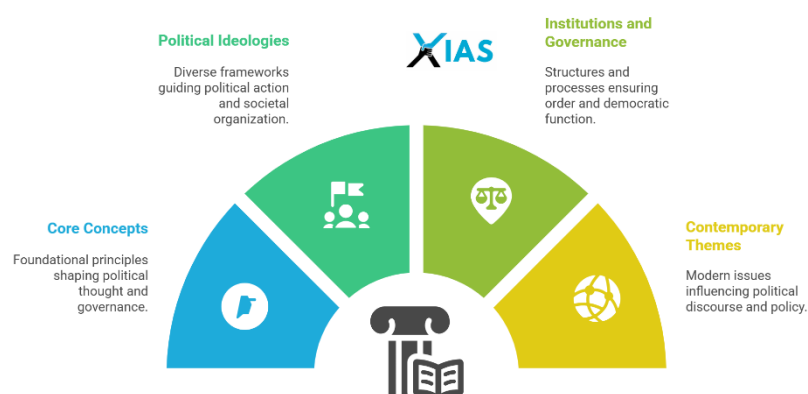 Political Ideologies
Diverse frameworks
guiding political action
and societal
organization.
XIAS
Institutions and
Governance
Structures and
processes ensuring
order and democratic
function.
Core Concepts
Foundational principles
shaping political
thought and
governance.
Contemporary
Themes
Modern issues
influencing political
discourse and policy.